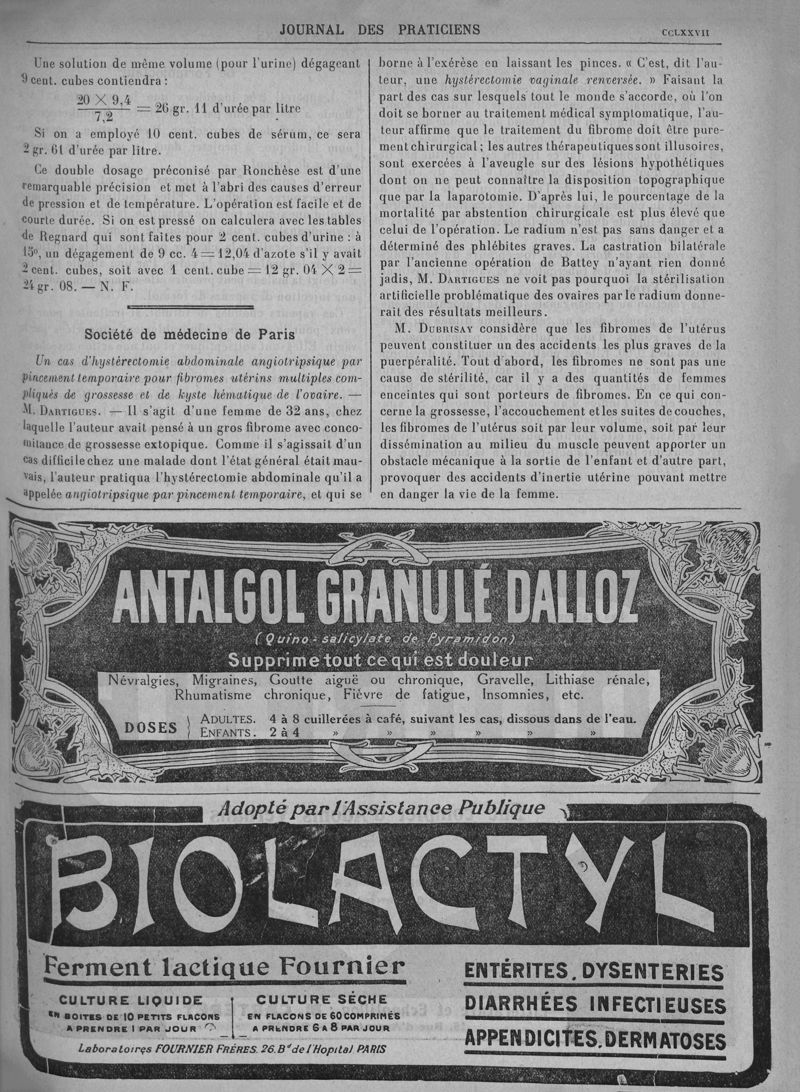 JOURNAL DES PRATICIENS
CCLXXVII
Une solution de même volume (pour l'urine) dégageant
9 cent. cubes contiendra :
20 X 9,4
7,2
= 26 gr. 11 d'urée par litre
Si on a employé 10 cent. cubes de sérum, ce sera
2 gr. 61 d'urée par litre.
Ce double dosage préconisé par Ronchèse est d'une
remarquable précision et met à l'abri des causes d'erreur
de pression et de température. L'opération est facile et de
courte durée. Si on est pressé on calculera avec les tables
de Regnard qui sont faites pour 2 cent. cubes d'urine : à
15°, un dégagement de 9 cc. 4 = 12,04 d'azote s'il y avait
2 cent. cubes, soit avec 1 cent. cube = 12 gr. 04 X 2 =
24 gr. 08. — N. F.
Société de médecine de Paris
Un cas d'hystérectomie abdominale angiotripsique par
pincement temporaire pour fibromes utérins multiples com-
pliqués de grossesse et de kyste hématique de l'ovaire. —
M. DARTIGUES. — Il s'agit d'une femme de 32 ans, chez
laquelle l'auteur avait pensé à un gros fibrome avec conco-
mitance de grossesse extopique. Comme il s'agissait d'un
cas difficile chez une malade dont l'état général était mau-
vais, l'auteur pratiqua l'hystérectomie abdominale qu'il a
appelée angiotripsique par pincement temporaire, et qui se
borne à l'exérèse en laissant les pinces. « C'est, dit l'au-
teur, une hystérectomie vaginale renversée. » Faisant la
part des cas sur lesquels tout le monde s'accorde, où l'on
doit se borner au traitement médical symptomatique, l'au-
teur affirme que le traitement du fibrome doit être pure-
ment chirurgical ; les autres thérapeutiques sont illusoires,
sont exercées à l'aveugle sur des lésions hypothétiques
dont on ne peut connaître la disposition topographique
que par la laparotomie. D'après lui, le pourcentage de la
mortalité par abstention chirurgicale est plus élevé que
celui de l'opération. Le radium n'est pas sans danger et a
déterminé des phlébites graves. La castration bilatérale
par l'ancienne opération de Battey n'ayant rien donné
jadis, M. DARTIGUES ne voit pas pourquoi la stérilisation
artificielle problématique des ovaires par le radium donne-
rait des résultats meilleurs.
M. DUBRISAY considère que les fibromes de l'utérus
peuvent constituer un des accidents les plus graves de la
puerpéralité. Tout d'abord, les fibromes ne sont pas une
cause de stérilité, car il y a des quantités de femmes
enceintes qui sont porteurs de fibromes. En ce qui con-
cerne la grossesse, l'accouchement et les suites de couches,
les fibromes de l'utérus soit par leur volume, soit par leur
dissémination au milieu du muscle peuvent apporter un
obstacle mécanique à la sortie de l'enfant et d'autre part,
provoquer des accidents d'inertie utérine pouvant mettre
en danger la vie de la femme.
ANTALGOL GRANULÉ DALLOZ
(Quino-salicylate de Pyramidon)
Supprime tout ce qui est douleur
Névralgies, Migraines, Goutte aiguë ou chronique, Gravelle, Lithiase rénale,
Rhumatisme chronique, Fièvre de fatigue, Insomnies, etc.
DOSES
ADULTES. 4 à 8 cuillerées à café, suivant les cas, dissous dans de l'eau.
ENFANTS. 2 à 4 » » » » » »
Adopté par l'Assistance Publique
BIOLACTYL
Ferment lactique Fournier
CULTURE LIQUIDE
EN BOITES DE 10 PETITS FLACONS
A PRENDRE 1 PAR JOUR
CULTURE SÈCHE
EN FLACONS DE 60 COMPRIMÉS
A PRENDRE 6 A 8 PAR JOUR
Laboratoires FOURNIER FRÈRES. 26. Bd de l'Hopital PARIS
ENTÉRITES. DYSENTERIES
DIARRHÉES INFECTIEUSES
APPENDICITES. DERMATOSES